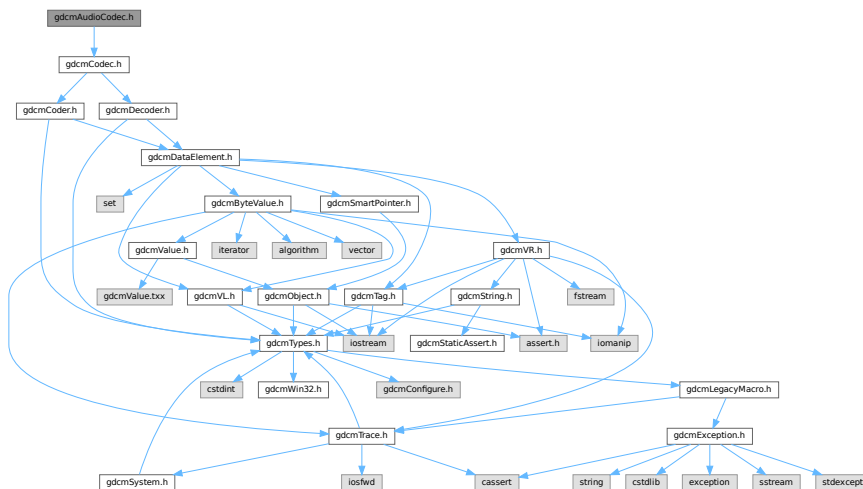 gdcmAudioCodec.h
gdcmCodec.h
gdcmCoder.h
gdcmDecoder.h
gdcmDataElement.h
set
gdcmByteValue.h
gdcmSmartPointer.h
gdcmValue.h
iterator
algorithm
vector
gdcmVR.h
gdcmValue.txx
gdcmVL.h
gdcmObject.h
gdcmTag.h
gdcmString.h
fstream
gdcmTypes.h
iostream
gdcmStaticAssert.h
assert.h
iomanip
cstdint
gdcmWin32.h
gdcmConfigure.h
gdcmLegacyMacro.h
gdcmTrace.h
gdcmException.h
gdcmSystem.h
iosfwd
cassert
string
cstdlib
exception
sstream
stdexcept